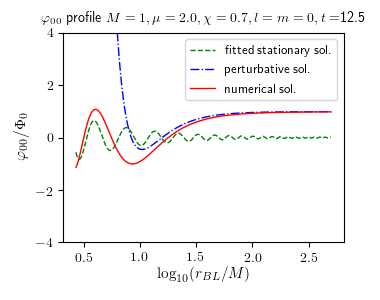 φ₀₀ profile M = 1, μ = 2.0, χ = 0.7, l = m = 0, t =12.5
4
2
0
−2
−4
φ₀₀/Φ₀
fitted stationary sol.
perturbative sol.
numerical sol.
0.5 1.0 1.5 2.0 2.5
log₁₀(r_BL/M)